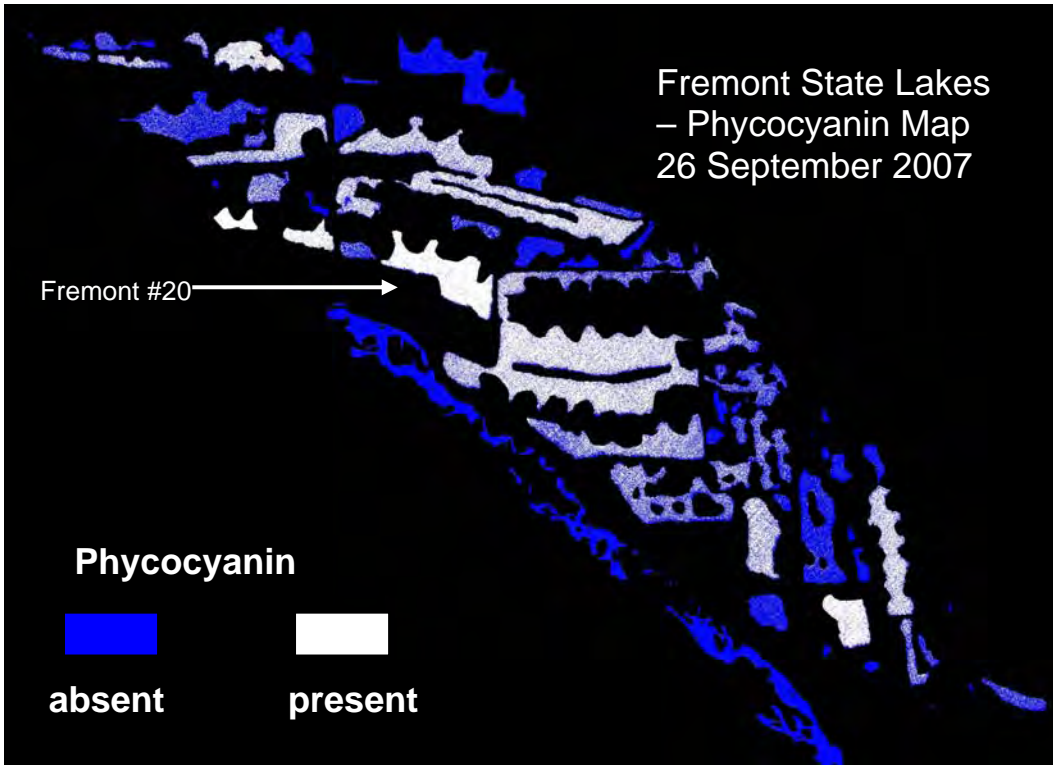 Fremont State Lakes
– Phycocyanin Map
26 September 2007
Fremont #20
Phycocyanin
absent present